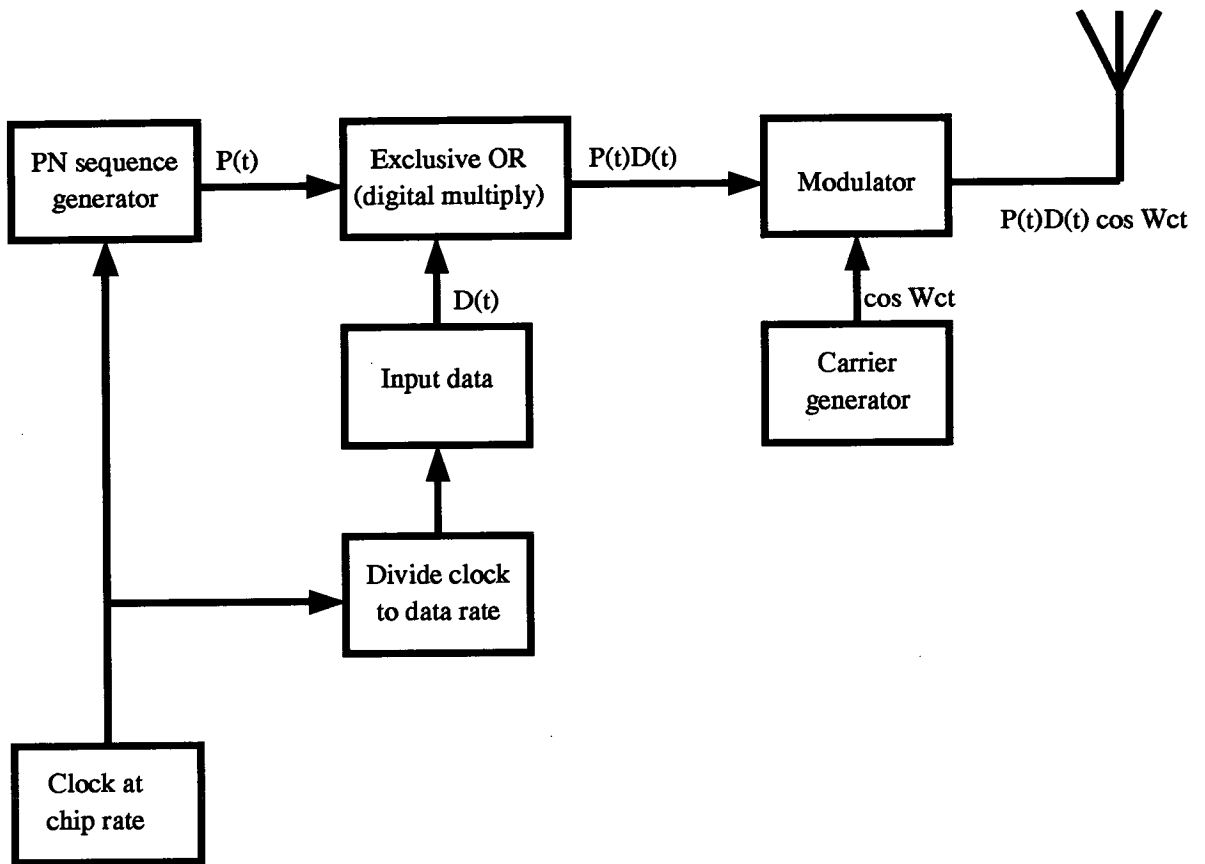 PN sequence
generator
P(t)
Exclusive OR
(digital multiply)
P(t)D(t)
Modulator
P(t)D(t) cos Wct
D(t)
cos Wct
Input data
Carrier
generator
Divide clock
to data rate
Clock at
chip rate